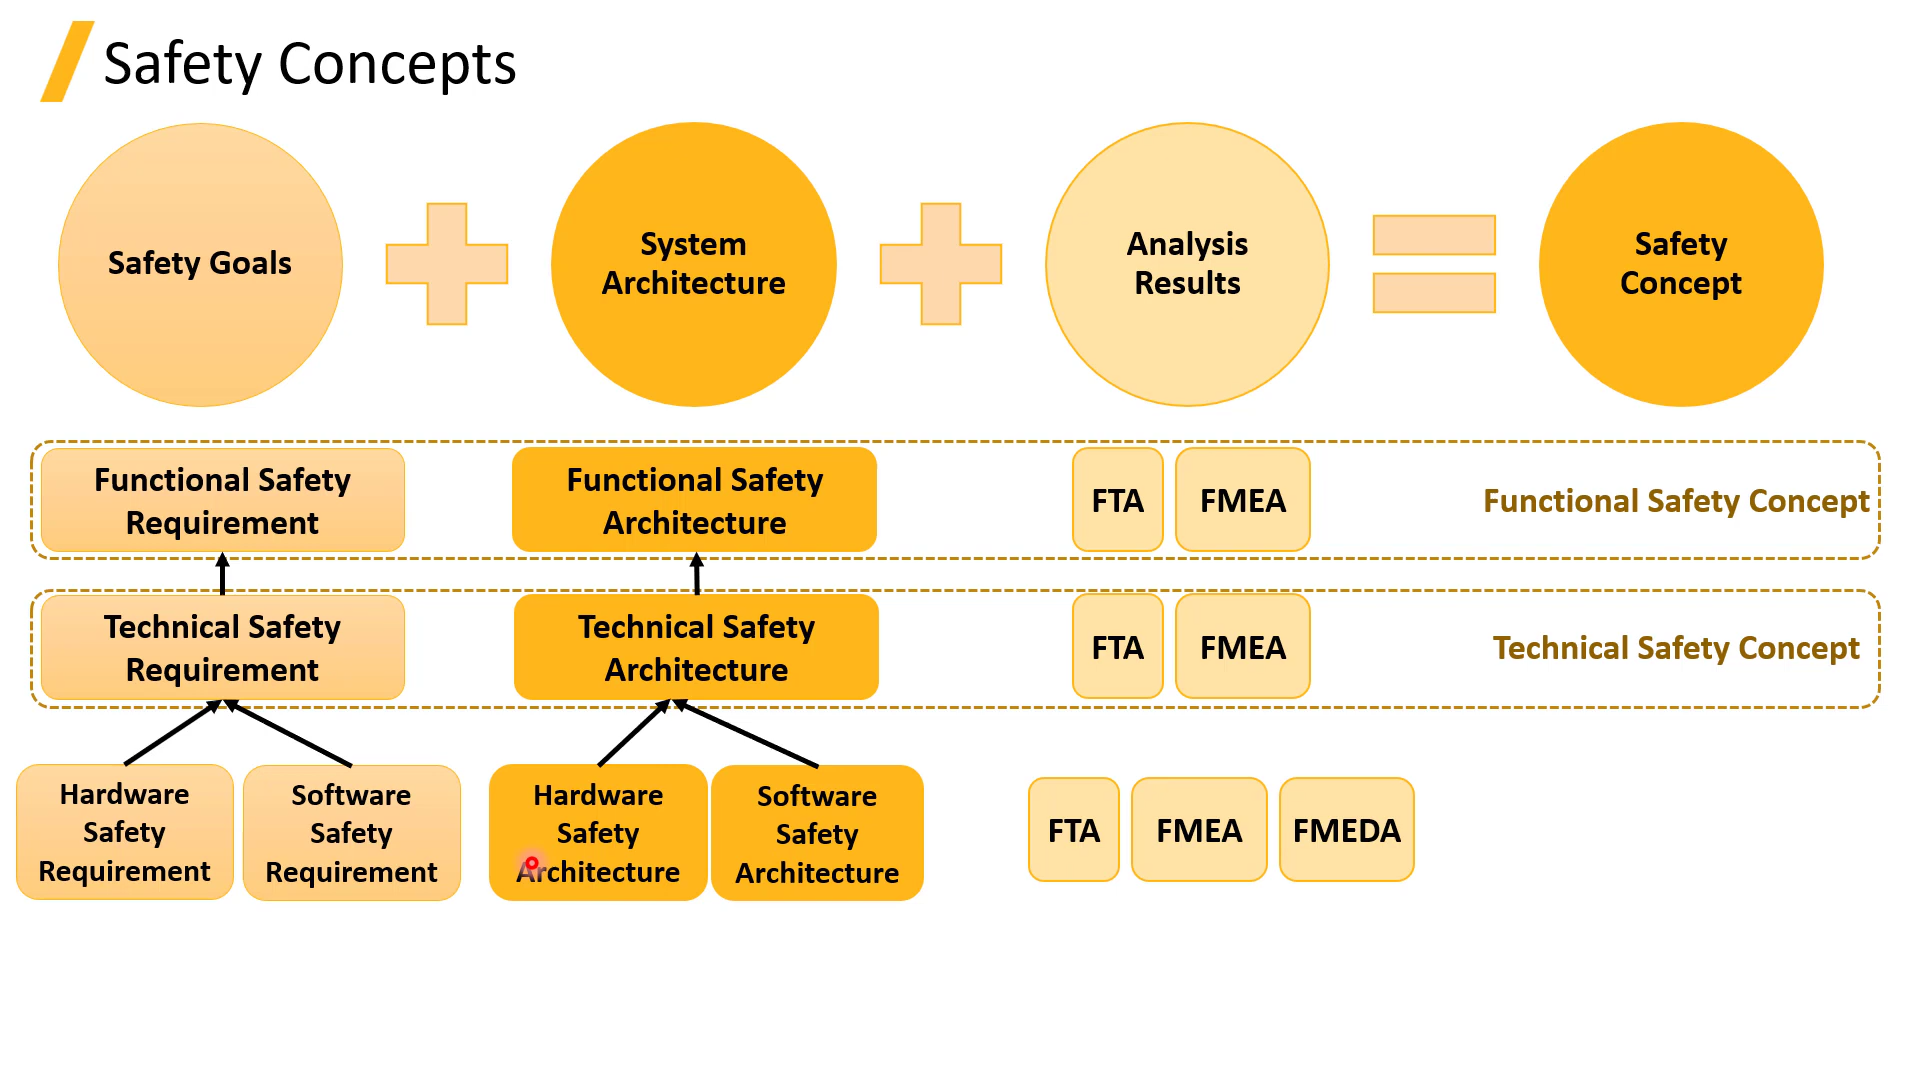 Safety Concepts
Safety Goals
System
Architecture
Analysis
Results
Safety
Concept
Functional Safety
Requirement
Functional Safety
Architecture
FTA
FMEA
Functional Safety Concept
Technical Safety
Requirement
Technical Safety
Architecture
FTA
FMEA
Technical Safety Concept
Hardware
Safety
Requirement
Software
Safety
Requirement
Hardware
Safety
Architecture
Software
Safety
Architecture
FTA
FMEA
FMEDA